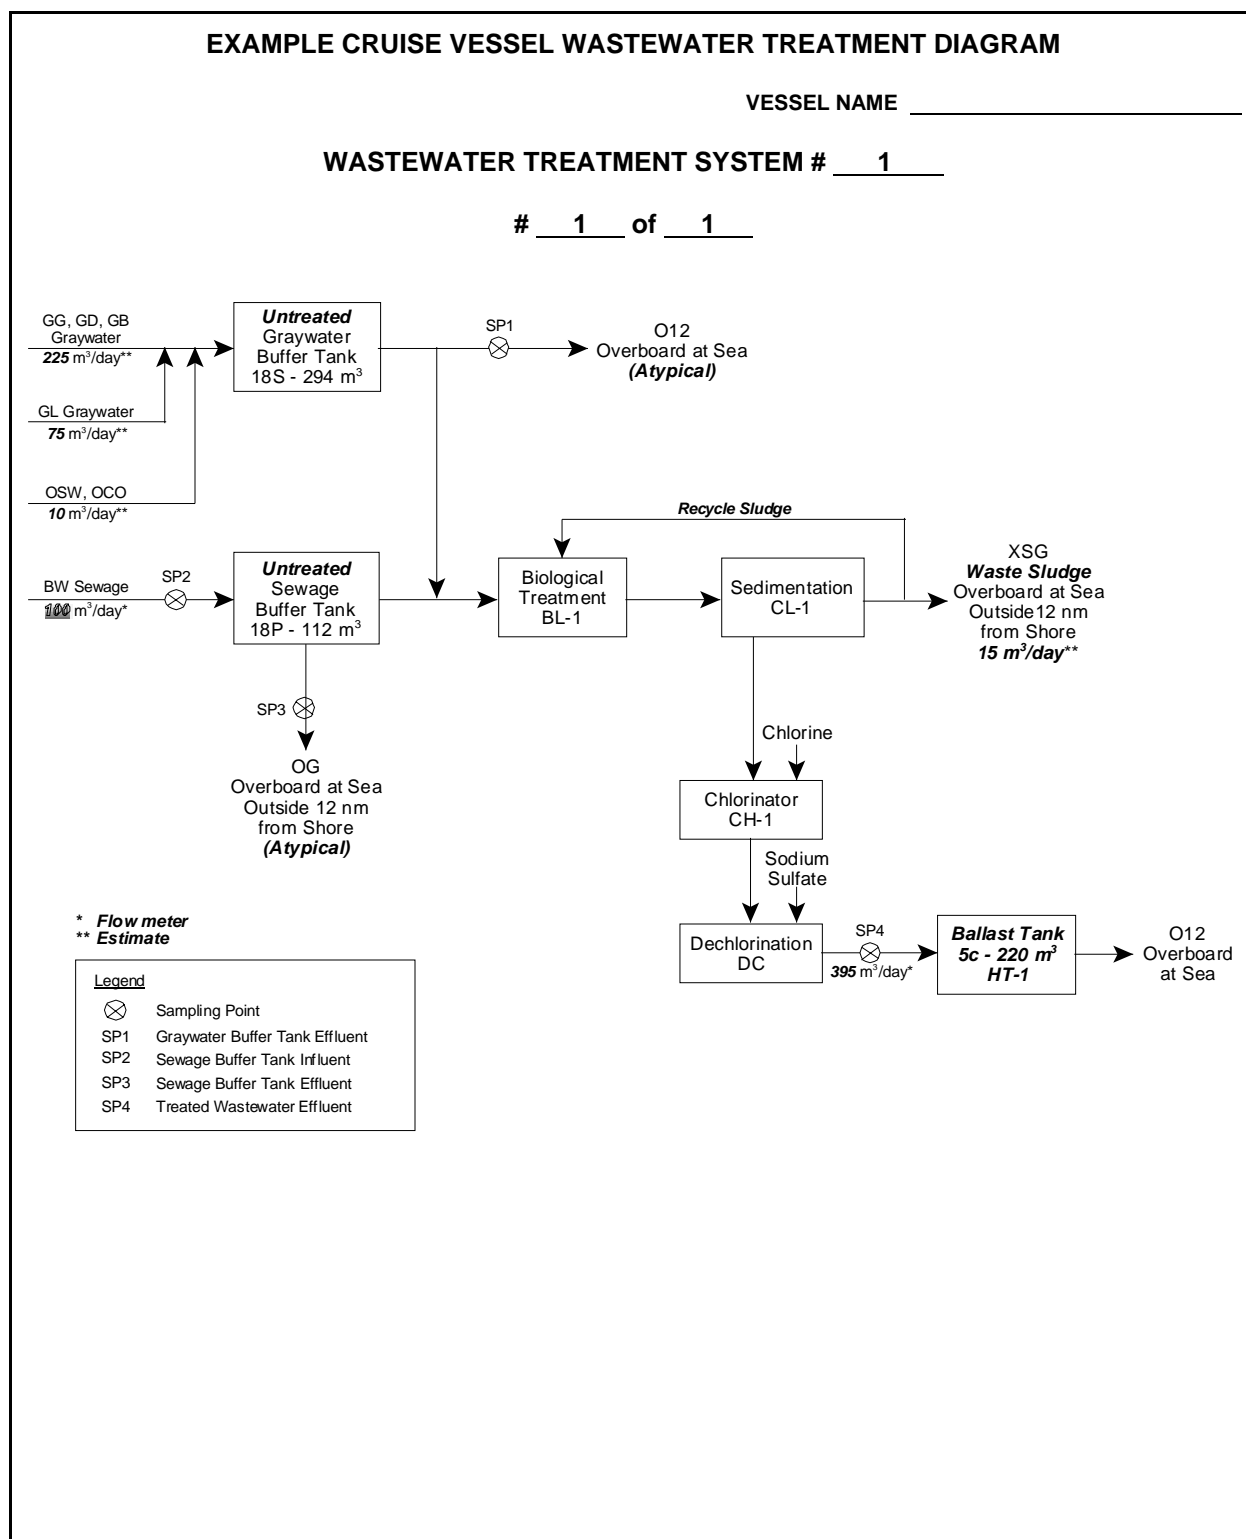 EXAMPLE CRUISE VESSEL WASTEWATER TREATMENT DIAGRAM
VESSEL NAME
WASTEWATER TREATMENT SYSTEM # 1
# 1 of 1
GG, GD, GB
Graywater
225 m³/day**
GL Graywater
75 m³/day**
OSW, OCO
10 m³/day**
Untreated
Graywater
Buffer Tank
18S - 294 m³
SP1
O12
Overboard at Sea
(Atypical)
BW Sewage
100 m³/day*
SP2
Untreated
Sewage
Buffer Tank
18P - 112 m³
Recycle Sludge
Biological
Treatment
BL-1
Sedimentation
CL-1
XSG
Waste Sludge
Overboard at Sea
Outside12 nm
from Shore
15 m³/day**
SP3
OG
Overboard at Sea
Outside 12 nm
from Shore
(Atypical)
Chlorine
Chlorinator
CH-1
Sodium
Sulfate
Dechlorination
DC
SP4
395 m³/day*
Ballast Tank
5c - 220 m³
HT-1
O12
Overboard
at Sea
* Flow meter
** Estimate
Legend
Sampling Point
SP1 Graywater Buffer Tank Effluent
SP2 Sewage Buffer Tank Influent
SP3 Sewage Buffer Tank Effluent
SP4 Treated Wastewater Effluent